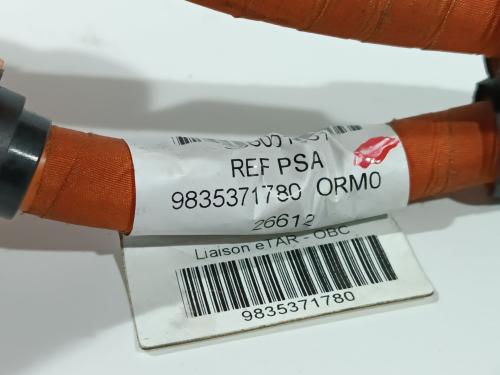 REF PSA
9835371780 ORM0
26612
Liaison eTAR - OBC
9835371780